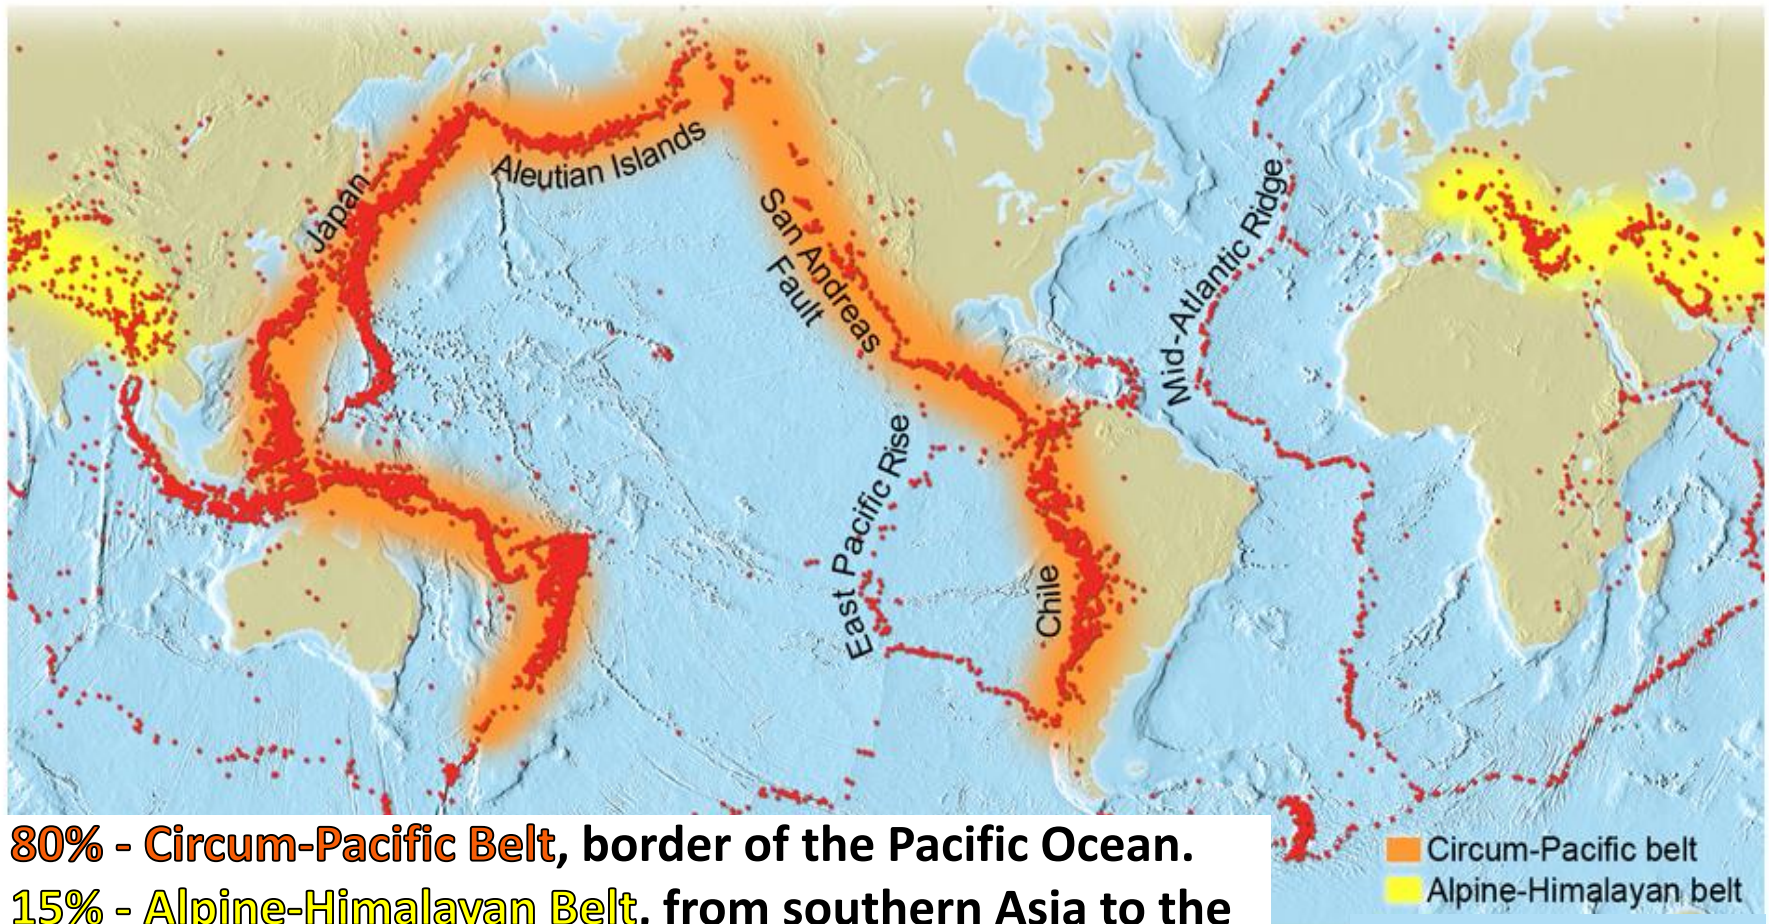 Aleutian Islands
Japan
San Andreas
Fault
Mid-Atlantic Ridge
East Pacific Rise
Chile
80% - Circum-Pacific Belt, border of the Pacific Ocean.
15% - Alpine-Himalayan Belt, from southern Asia to the
Circum-Pacific belt
Alpine-Himalayan belt